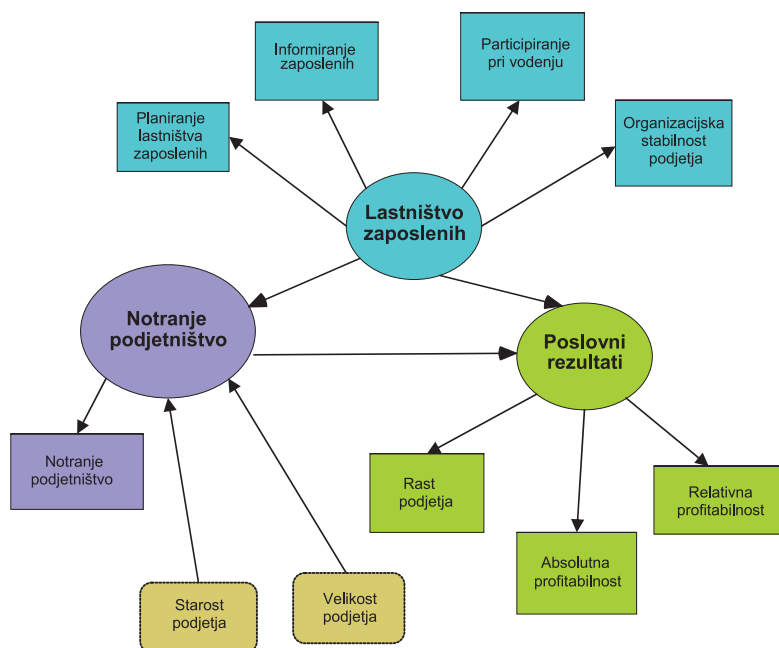 Informiranje
zaposlenih
Participiranje
pri vodenju
Planiranje
lastništva
zaposlenih
Organizacijska
stabilnost
podjetja
Lastništvo
zaposlenih
Notranje
podjetništvo
Poslovni
rezultati
Notranje
podjetništvo
Rast
podjetja
Relativna
profitabilnost
Absolutna
profitabilnost
Starost
podjetja
Velikost
podjetja